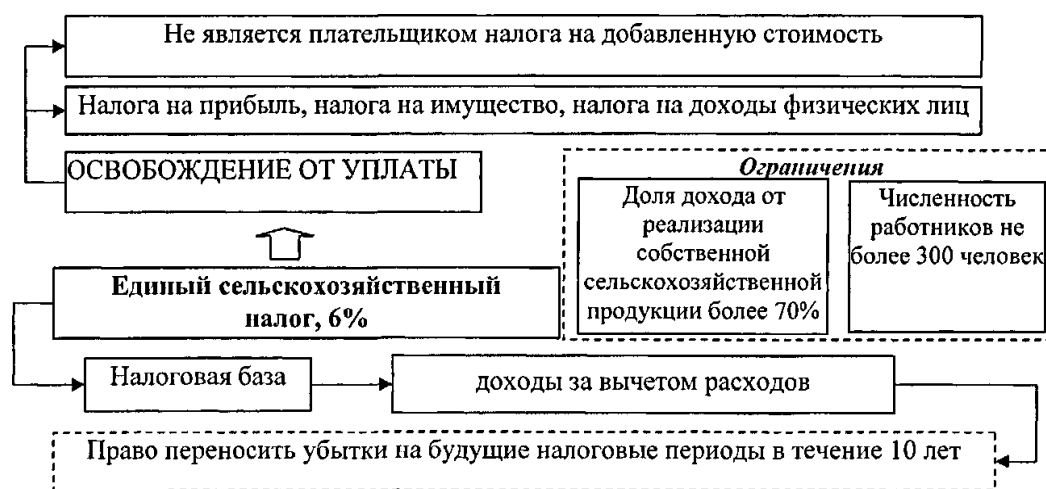 Не является плательщиком налога на добавленную стоимость
Налога на прибыль, налога на имущество, налога на доходы физических лиц
ОСВОБОЖДЕНИЕ ОТ УПЛАТЫ
Ограничения
Доля дохода от
реализации
собственной
сельскохозяйственной
продукции более 70%
Численность
работников не
более 300 человек
Единый сельскохозяйственный
налог, 6%
Налоговая база
доходы за вычетом расходов
Право переносить убытки на будущие налоговые периоды в течение 10 лет